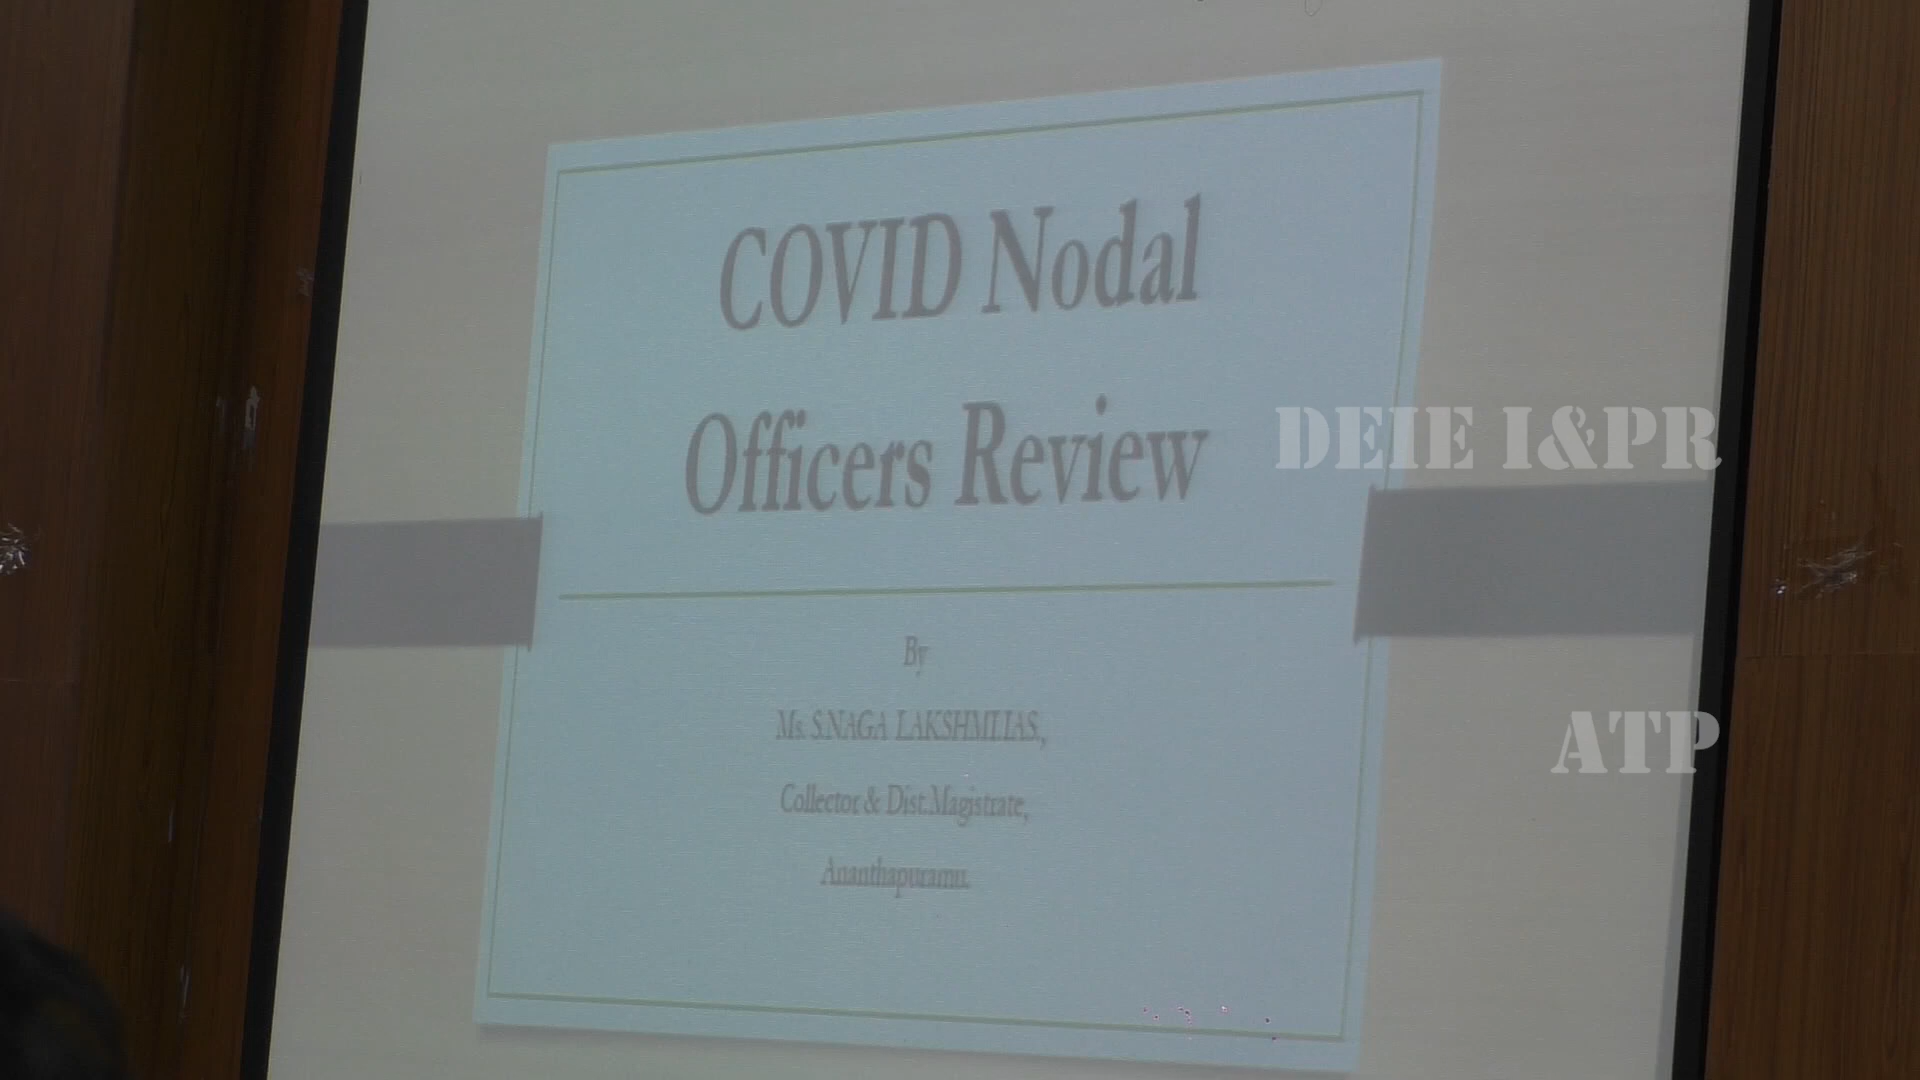 COVID Nodal
Officers Review
By
Ms. S.NAGA LAKSHMI IAS.,
Collector & Dist.Magistrate,
Ananthapuramu.
DEIE I&PR
ATP